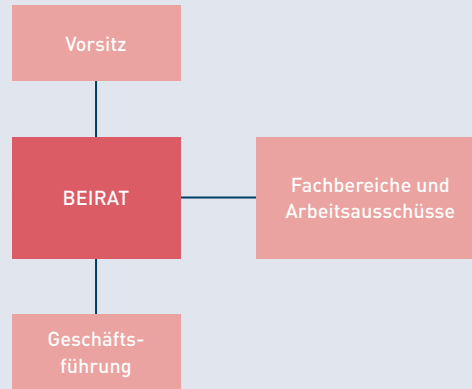 Vorsitz
BEIRAT
Fachbereiche und
Arbeitsausschüsse
Geschäfts-
führung